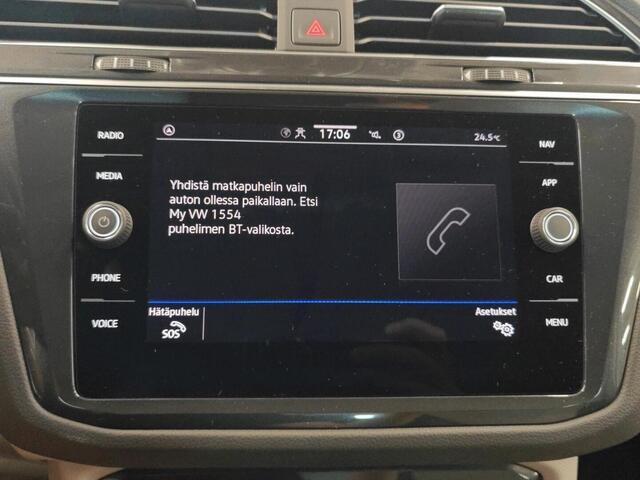 RADIO
MEDIA
PHONE
VOICE
17:06
3
24.5°C
Yhdistä matkapuhelin vain
auton ollessa paikallaan. Etsi
My VW 1554
puhelimen BT-valikosta.
Hätäpuhelu
SOS
Asetukset
NAV
APP
CAR
MENU